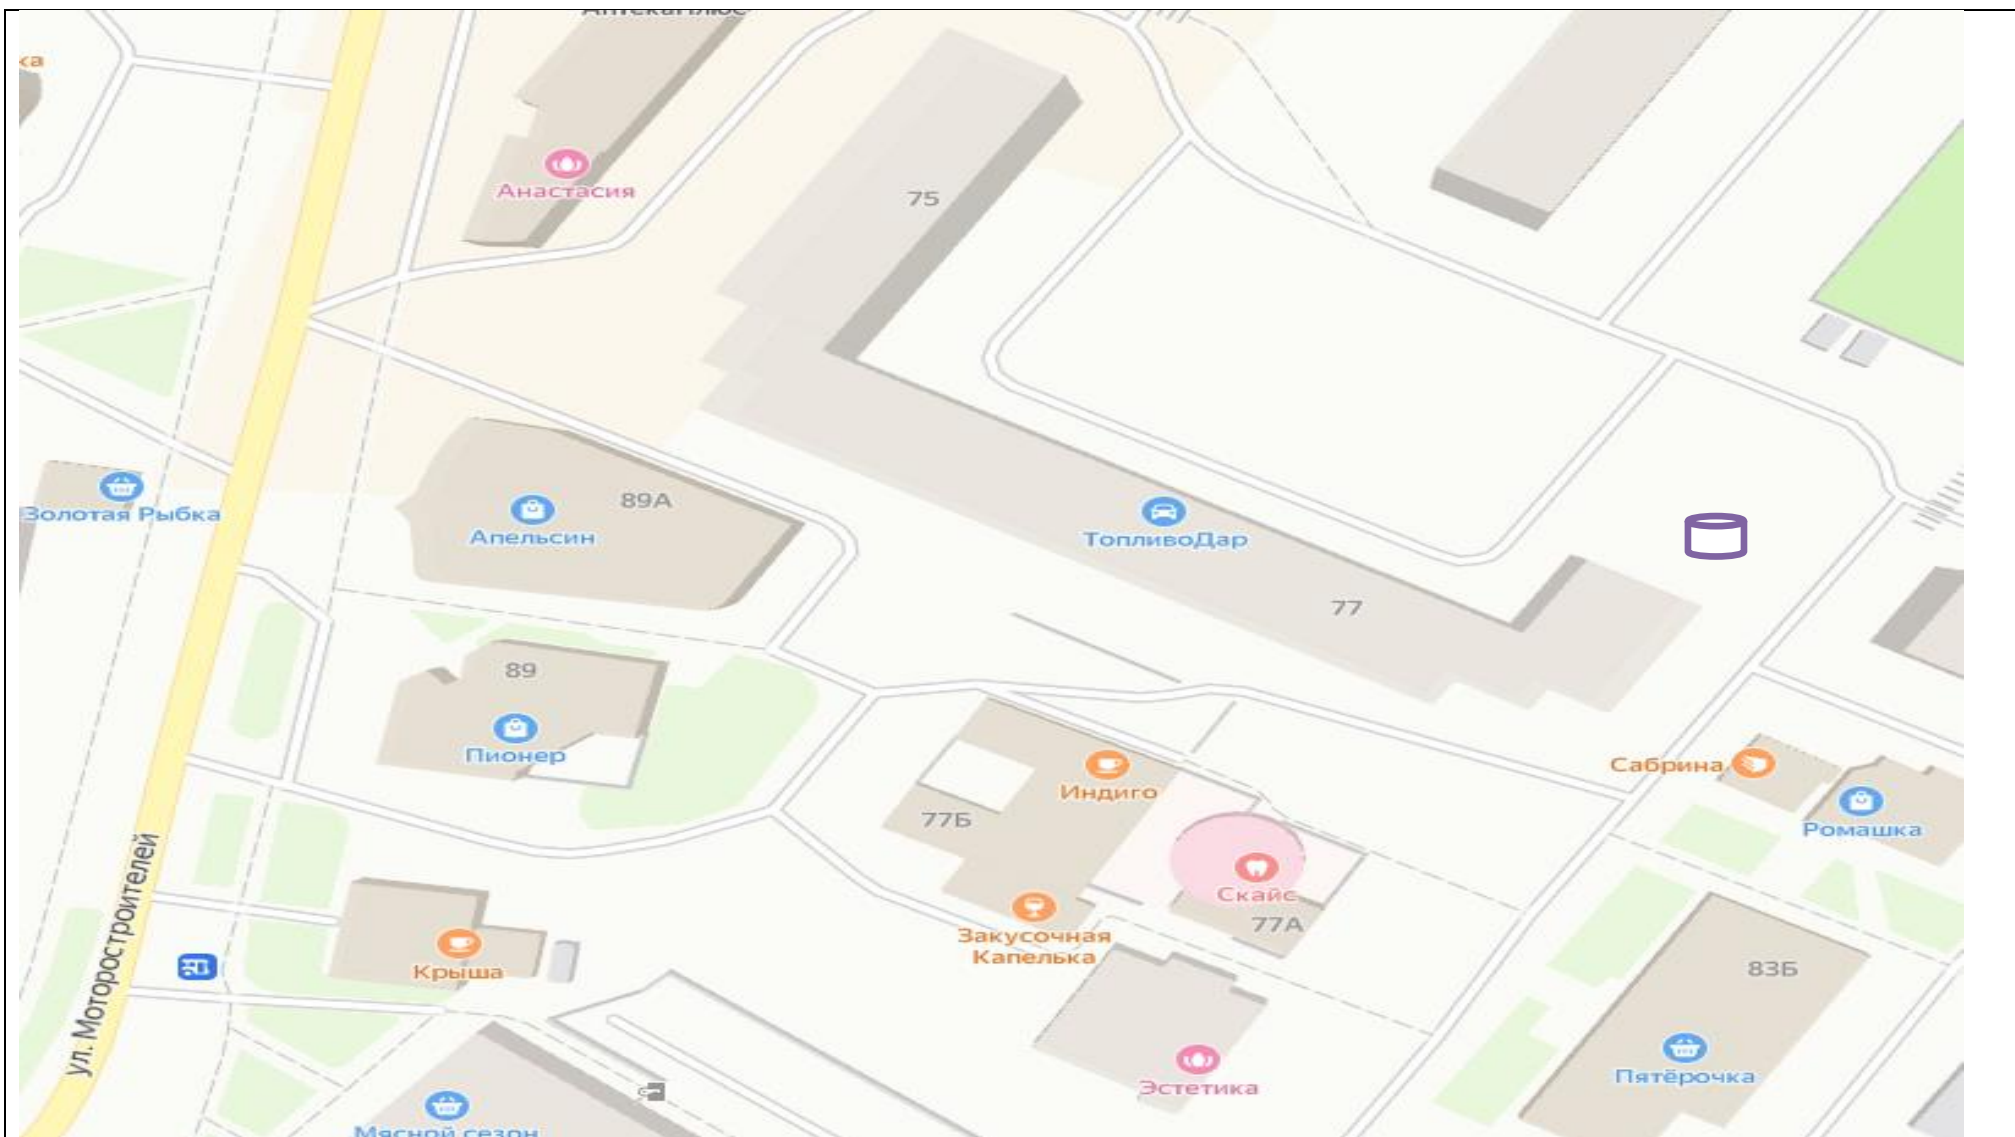 Анастасия
75
Золотая Рыбка
89А
Апельсин
ТопливоДар
77
89
Пионер
Индиго
77Б
Сабрина
Ромашка
Скайс
77А
Закусочная
Капелька
Крыша
83Б
ул. Моторостроителей
Эстетика
Пятёрочка
Мясной сезон